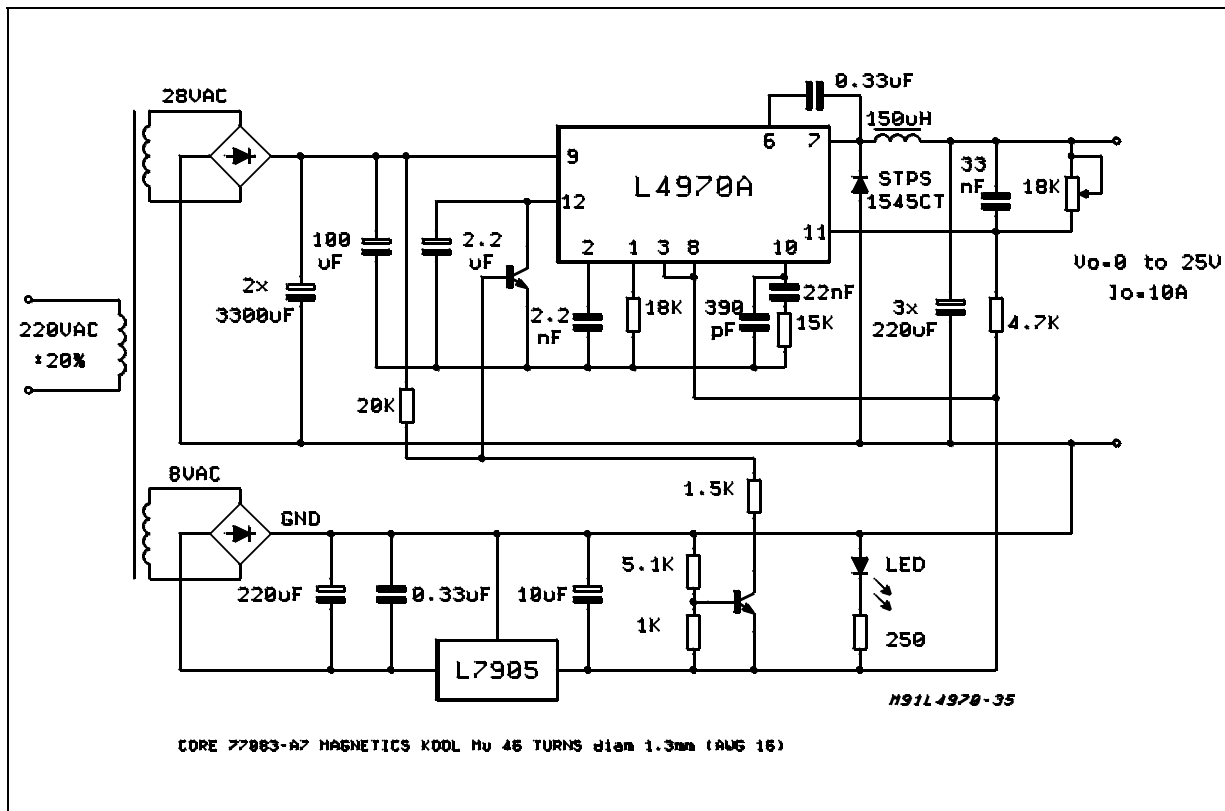 28VAC
0.33uF
150uH
6
7
9
L4970A
12
STPS
1545CT
33
nF
18K
11
100
uF
2.2
uF
2
1
3
8
10
Vo=0 to 25V
Io=10A
2x
3300uF
2.2
nF
18K
390
pF
22nF
15K
3x
220uF
4.7K
220VAC
±20%
20K
8VAC
GND
1.5K
220uF
0.33uF
10uF
5.1K
LED
1K
250
L7905
M91L4970-35
CORE 77083-A7 MAGNETICS KOOL Mu 46 TURNS diam 1.3mm (AWG 16)